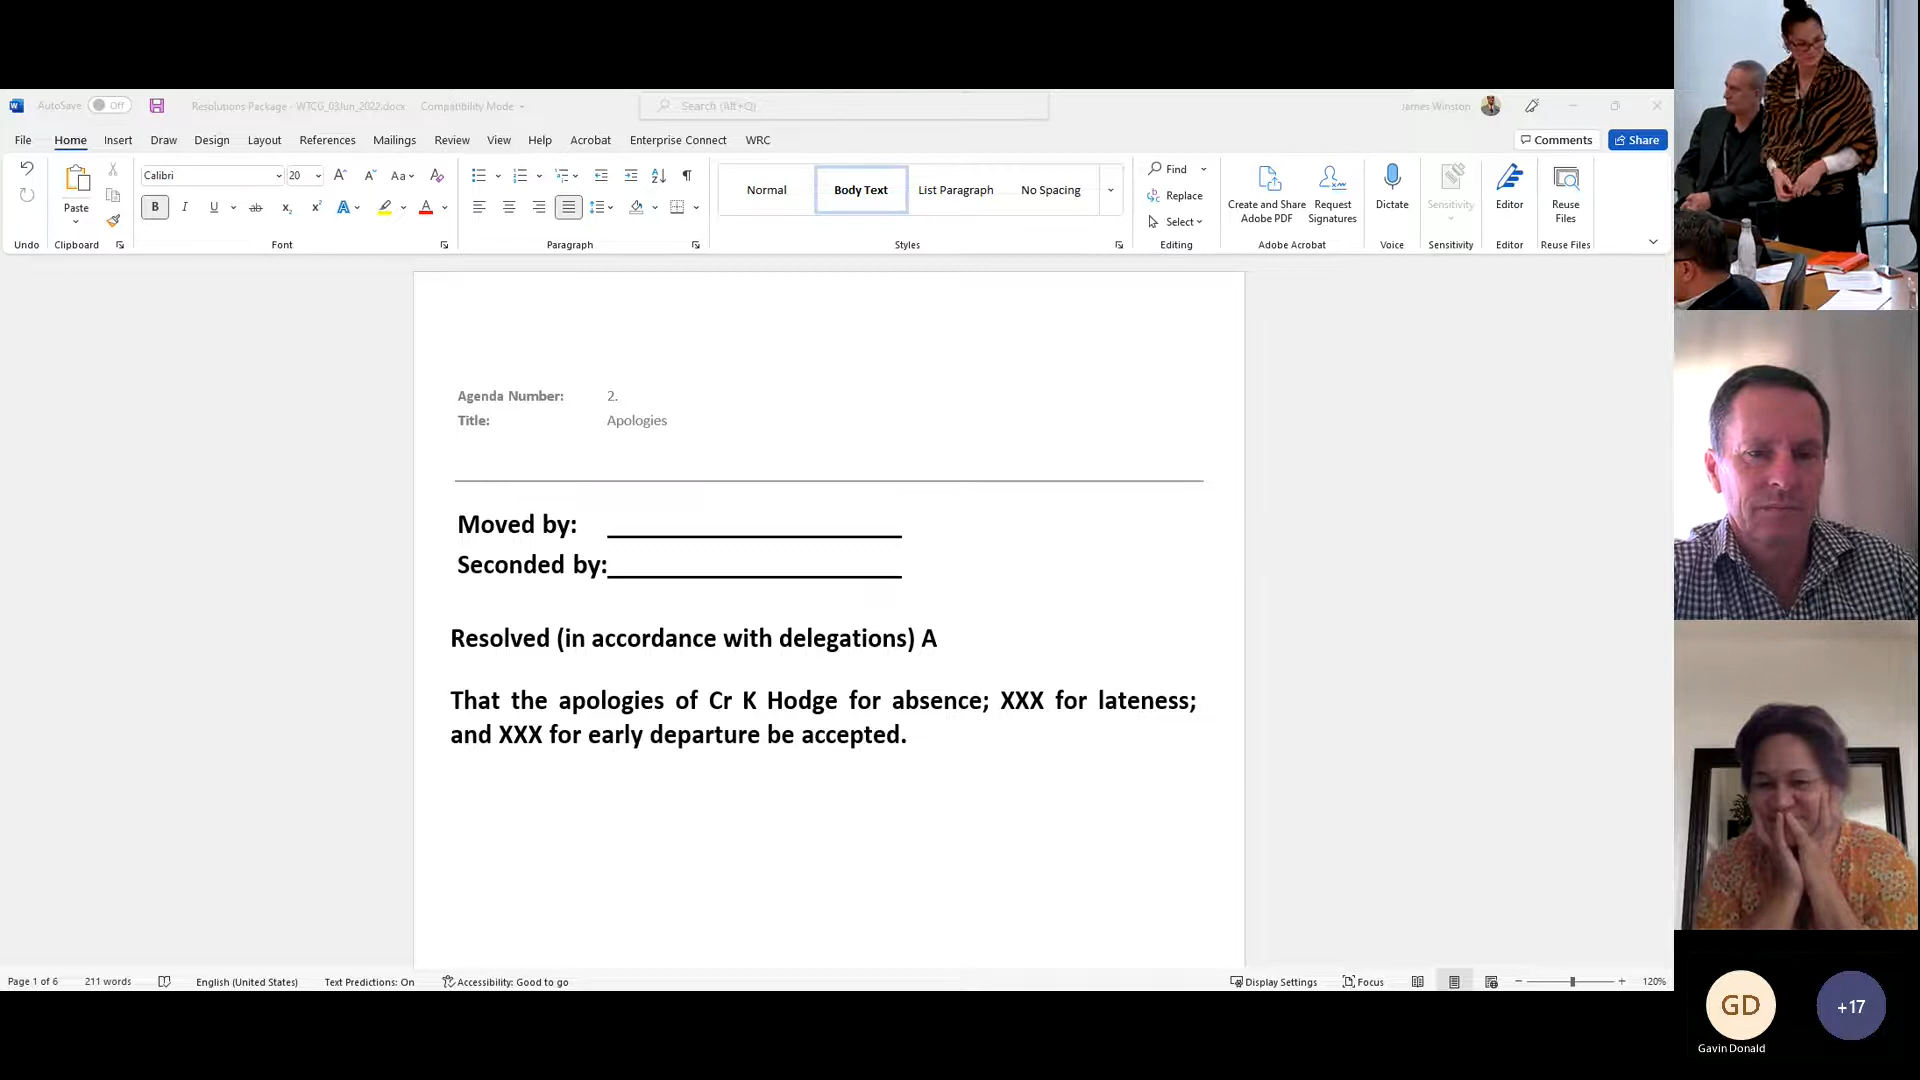 AutoSave Off Resolutions Package - WTCG_03Jun_2022.docx Compatibility Mode Search (Alt+Q) James Winston
File Home Insert Draw Design Layout References Mailings Review View Help Acrobat Enterprise Connect WRC Comments Share
Calibri 20 Aa Normal Body Text List Paragraph No Spacing Find
Replace
Select
Paste
Create and Share Adobe PDF
Request Signatures
Dictate
Sensitivity
Editor
Reuse Files
Undo Clipboard Font Paragraph Styles Editing Adobe Acrobat Voice Sensitivity Editor Reuse Files
Agenda Number: 2.
Title: Apologies
Moved by:
Seconded by:
Resolved (in accordance with delegations) A
That the apologies of Cr K Hodge for absence; XXX for lateness;
and XXX for early departure be accepted.
Page 1 of 6 211 words English (United States) Text Predictions: On Accessibility: Good to go Display Settings Focus 120%
GD +17
Gavin Donald